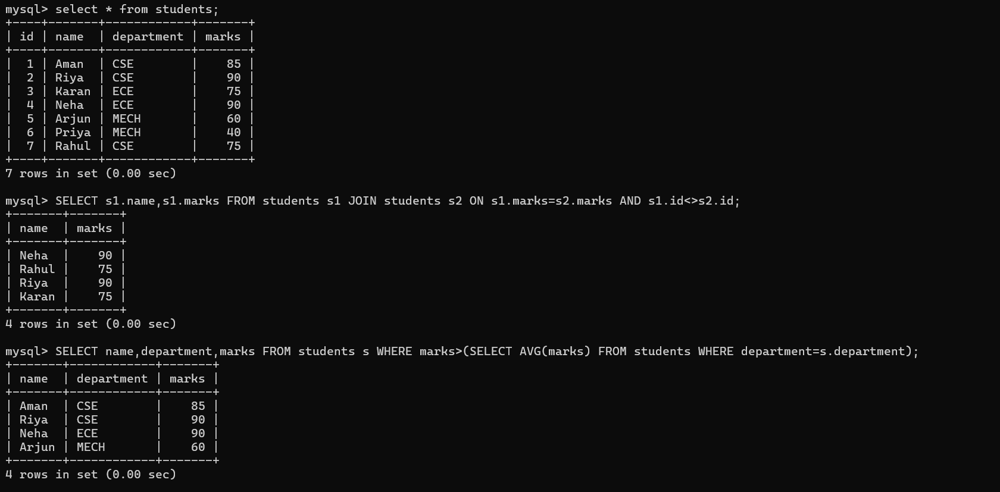 mysql> select * from students;
+----+-------+------------+-------+
| id | name  | department | marks |
+----+-------+------------+-------+
|  1 | Aman  | CSE        |    85 |
|  2 | Riya  | CSE        |    90 |
|  3 | Karan | ECE        |    75 |
|  4 | Neha  | ECE        |    90 |
|  5 | Arjun | MECH       |    60 |
|  6 | Priya | MECH       |    40 |
|  7 | Rahul | CSE        |    75 |
+----+-------+------------+-------+
7 rows in set (0.00 sec)

mysql> SELECT s1.name,s1.marks FROM students s1 JOIN students s2 ON s1.marks=s2.marks AND s1.id<>s2.id;
+-------+-------+
| name  | marks |
+-------+-------+
| Neha  |    90 |
| Rahul |    75 |
| Riya  |    90 |
| Karan |    75 |
+-------+-------+
4 rows in set (0.00 sec)

mysql> SELECT name,department,marks FROM students s WHERE marks>(SELECT AVG(marks) FROM students WHERE department=s.department);
+-------+------------+-------+
| name  | department | marks |
+-------+------------+-------+
| Aman  | CSE        |    85 |
| Riya  | CSE        |    90 |
| Neha  | ECE        |    90 |
| Arjun | MECH       |    60 |
+-------+------------+-------+
4 rows in set (0.00 sec)